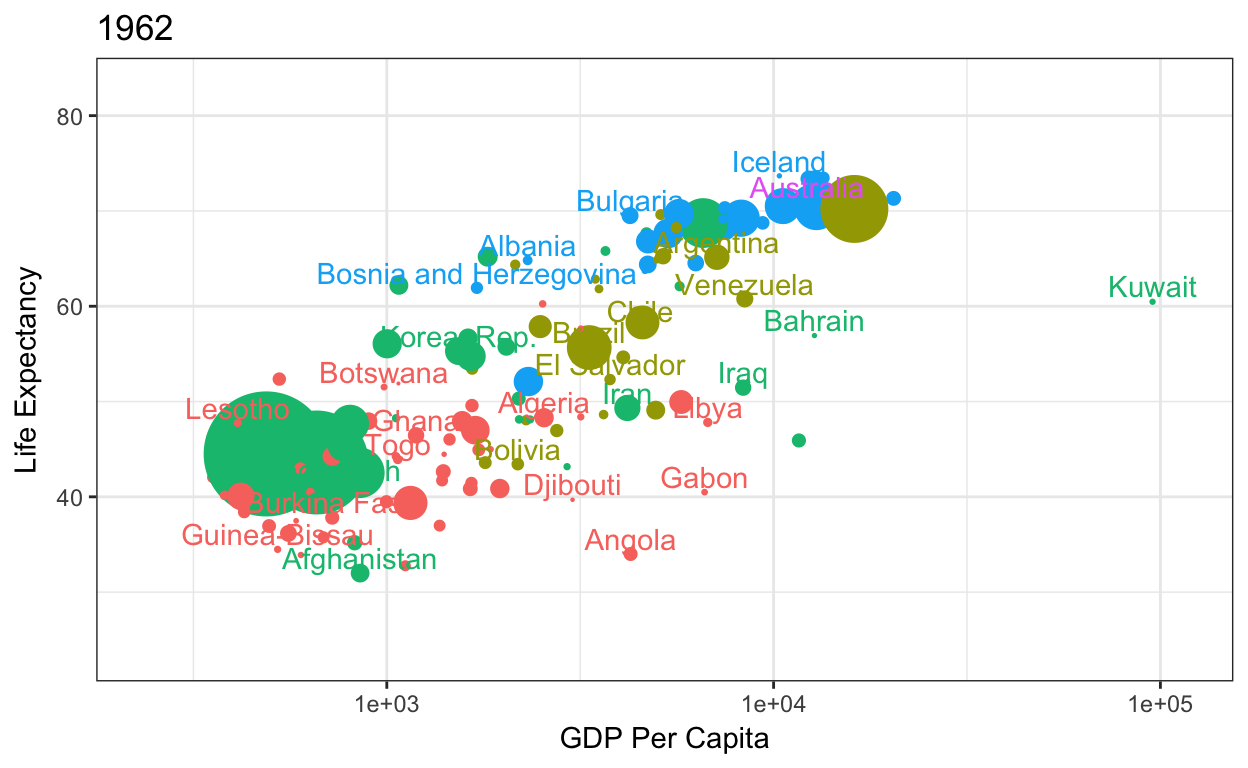 1962
80
Iceland
Australia
Bulgaria
Albania
Argentina
Bosnia and Herzegovina
Venezuela
Kuwait
60
Chile
Bahrain
Brazil
Korea, Rep.
El Salvador
Botswana
Iraq
Iran
Lesotho
Algeria
Libya
Ghana
Togo
Bolivia
Djibouti
Gabon
40
Burkina Faso
Guinea-Bissau
Angola
Afghanistan
Life Expectancy
1e+03
1e+04
1e+05
GDP Per Capita